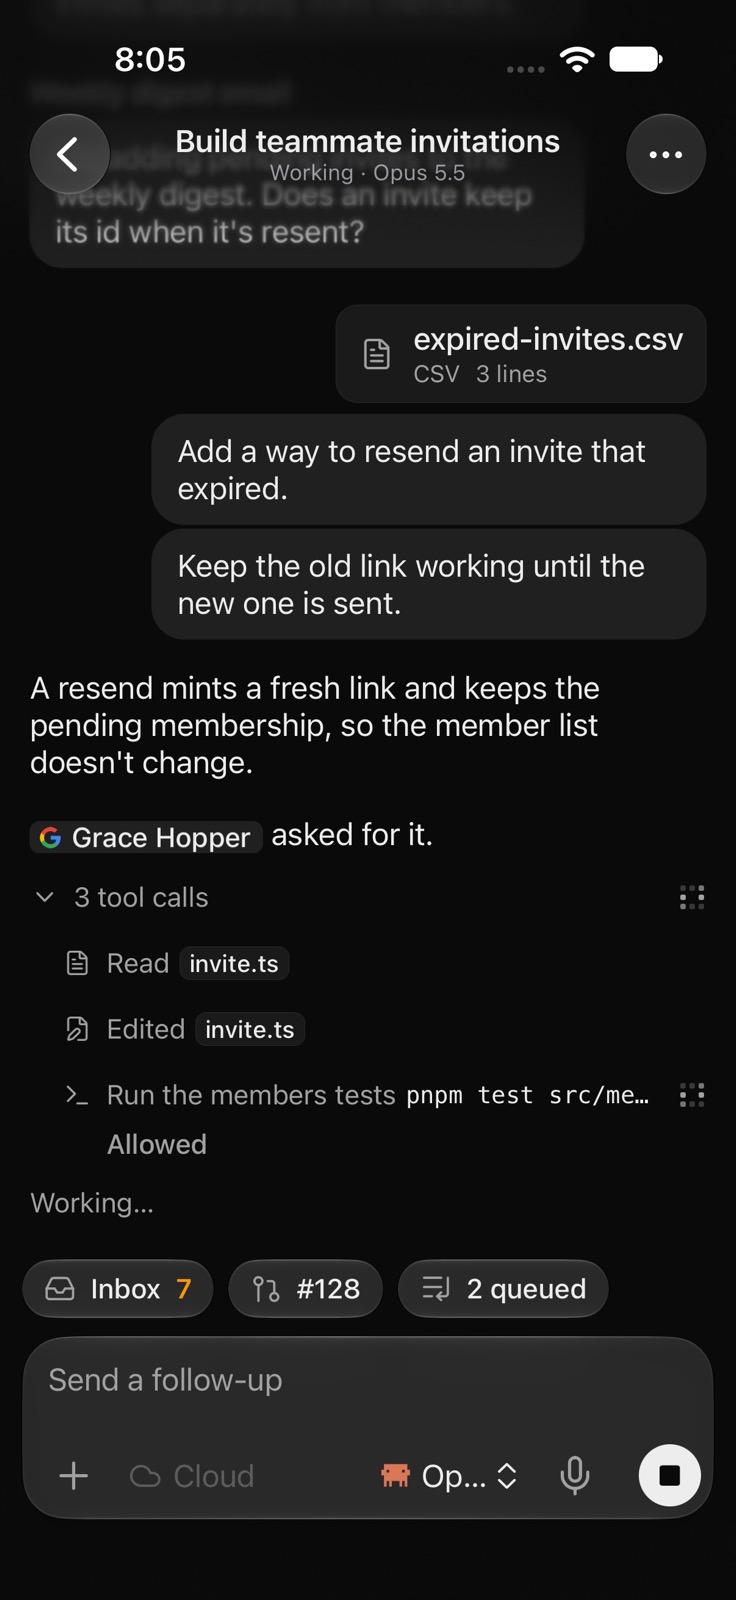 8:05
Build teammate invitations
Working · Opus 5.5
weekly digest. Does an invite keep
its id when it's resent?
expired-invites.csv
CSV 3 lines
Add a way to resend an invite that
expired.
Keep the old link working until the
new one is sent.
A resend mints a fresh link and keeps the
pending membership, so the member list
doesn't change.
Grace Hopper asked for it.
3 tool calls
Read invite.ts
Edited invite.ts
Run the members tests pnpm test src/me…
Allowed
Working...
Inbox 7
#128
2 queued
Send a follow-up
Cloud
Op...